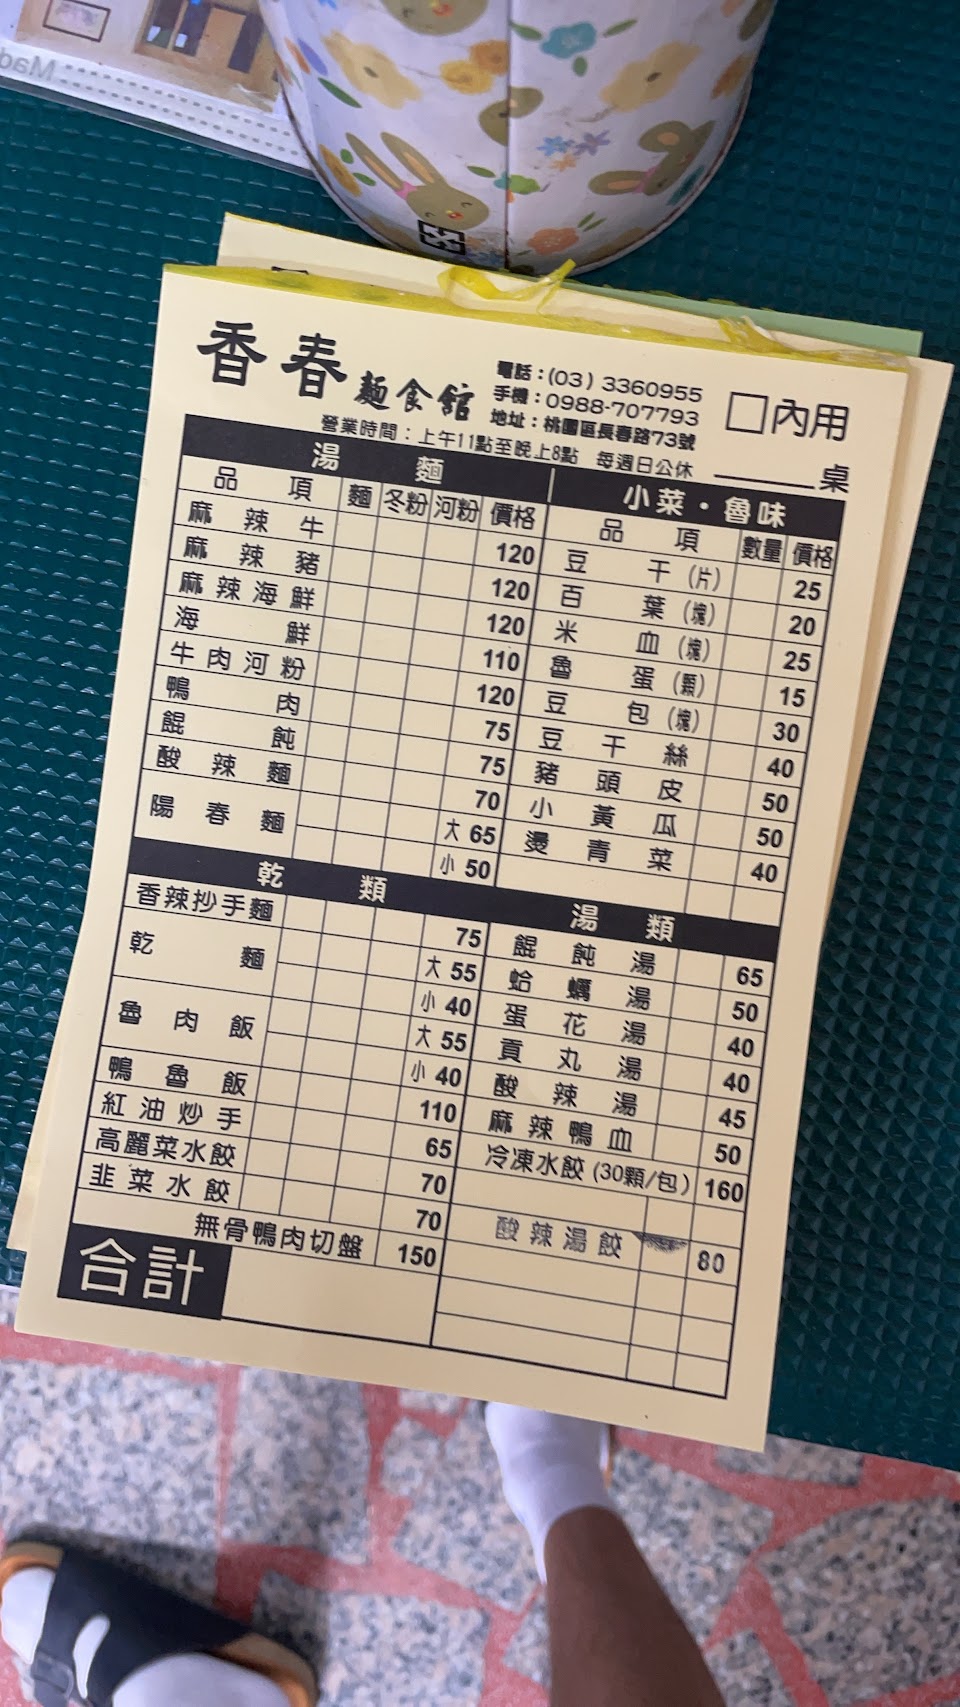 香春麵食館
電話：(03) 3360955
手機：0988-707793
地址：桃園區長春路73號
營業時間：上午11點至晚上8點 每週日公休
□內用
桌
湯麵
品項 麵 冬粉 河粉 價格
麻辣牛 120
麻辣豬 120
麻辣海鮮 120
海鮮 110
牛肉河粉 120
鴨肉 75
餛飩 75
酸辣麵 70
陽春麵 大 65
小 50
小菜・魯味
品項 數量 價格
豆干(片) 25
百葉(塊) 20
米血(塊) 25
魯蛋(顆) 15
豆包(塊) 30
豆干絲 40
豬頭皮 50
小黃瓜 50
燙青菜 40
乾類
香辣抄手麵 75
乾麵 大 55
小 40
魯肉飯 大 55
小 40
鴨魯飯 110
紅油炒手 65
高麗菜水餃 70
韭菜水餃 70
無骨鴨肉切盤 150
合計
湯類
餛飩湯 65
蛤蠣湯 50
蛋花湯 40
貢丸湯 40
酸辣湯 45
麻辣鴨血 50
冷凍水餃(30顆/包) 160
酸辣湯餃 80